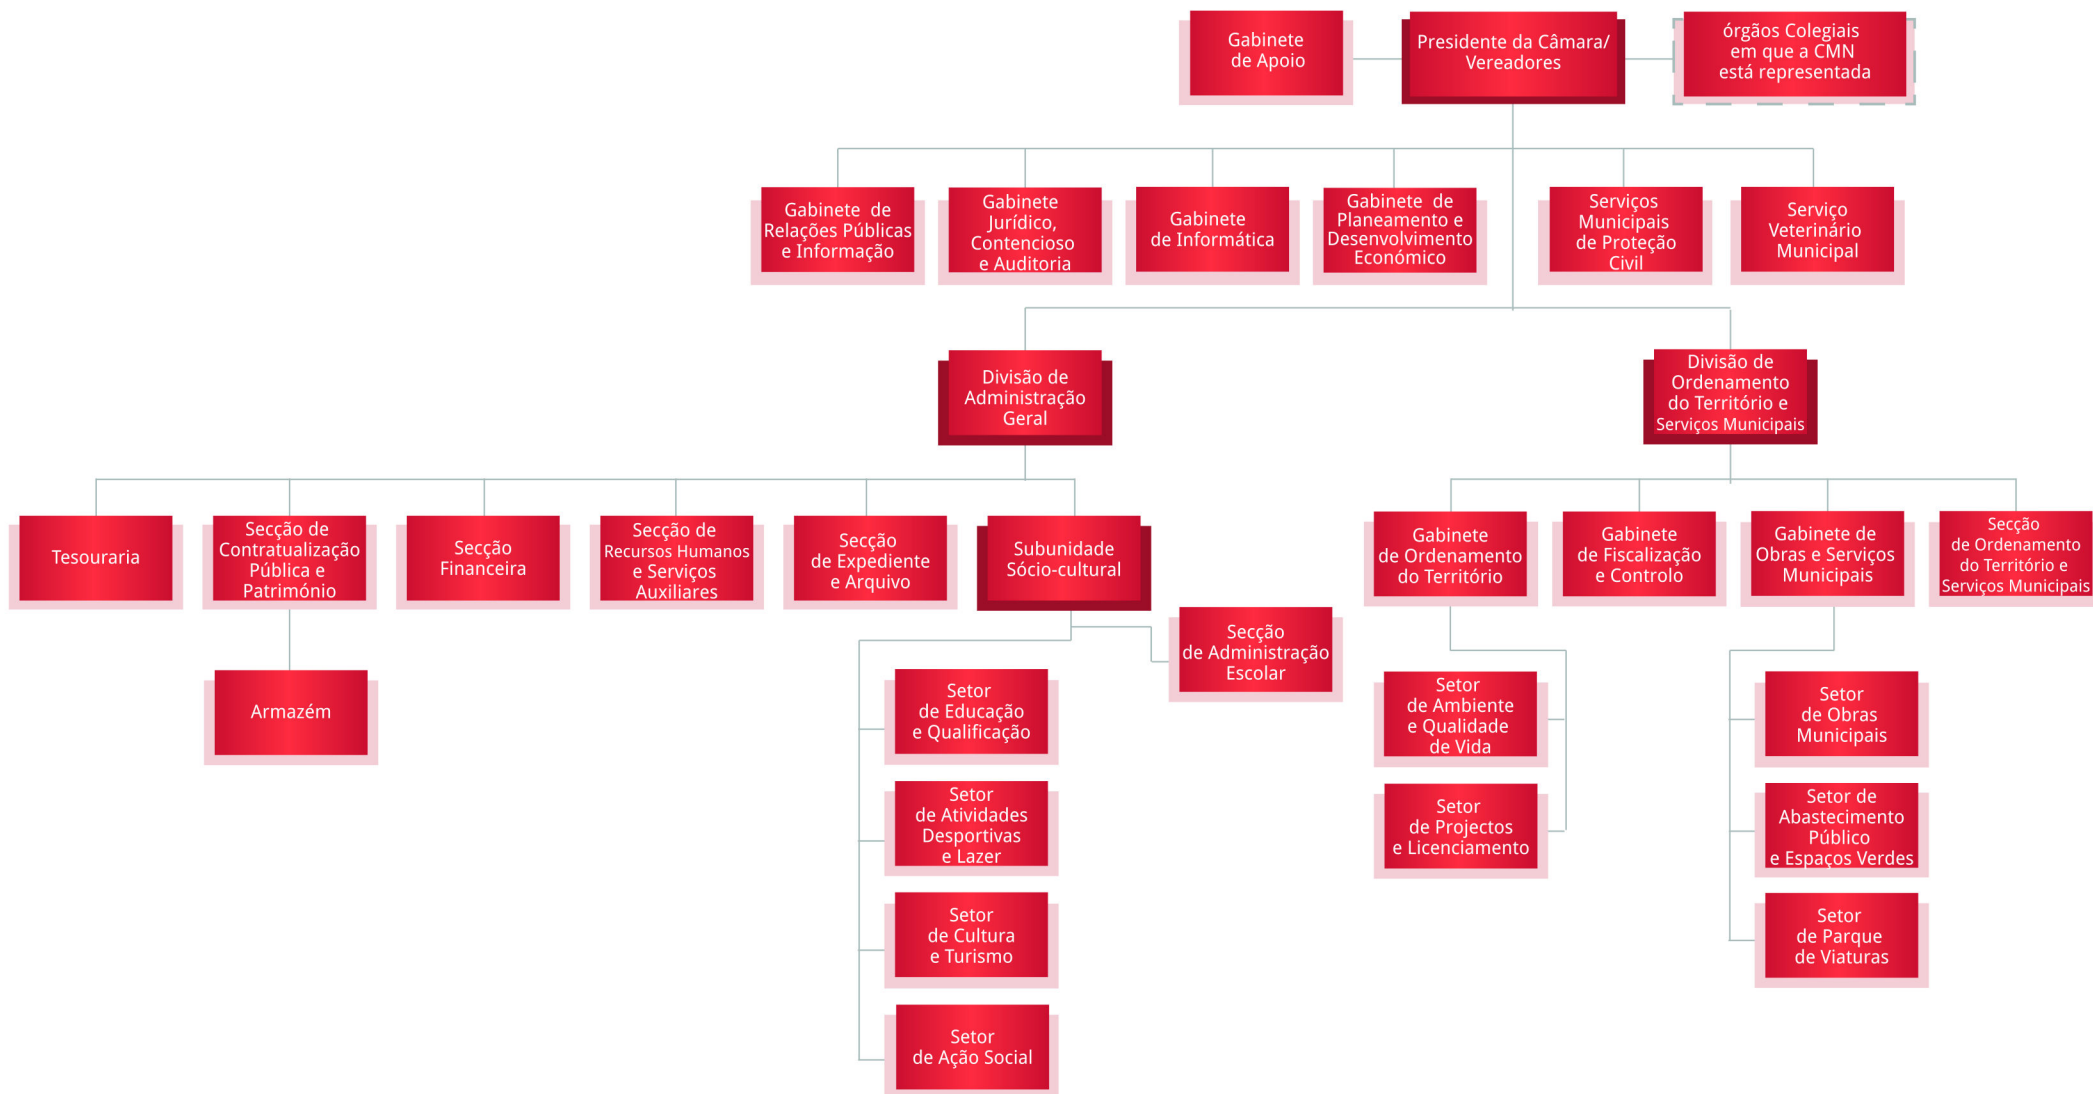 Gabinete
de Apoio
Presidente da Câmara/
Vereadores
órgãos Colegiais
em que a CMN
está representada
Gabinete de
Relações Públicas
e Informação
Gabinete
Jurídico,
Contencioso
e Auditoria
Gabinete
de Informática
Gabinete de
Planeamento e
Desenvolvimento
Económico
Serviços
Municipais
de Proteção
Civil
Serviço
Veterinário
Municipal
Divisão de
Administração
Geral
Divisão de
Ordenamento
do Território e
Serviços Municipais
Tesouraria
Secção de
Contratualização
Pública e
Património
Secção
Financeira
Secção de
Recursos Humanos
e Serviços
Auxiliares
Secção
de Expediente
e Arquivo
Subunidade
Sócio-cultural
Gabinete
de Ordenamento
do Território
Gabinete
de Fiscalização
e Controlo
Gabinete de
Obras e Serviços
Municipais
Secção
de Ordenamento
do Território e
Serviços Municipais
Secção
de Administração
Escolar
Armazém
Setor
de Educação
e Qualificação
Setor
de Ambiente
e Qualidade
de Vida
Setor
de Obras
Municipais
Setor
de Atividades
Desportivas
e Lazer
Setor
de Projectos
e Licenciamento
Setor de
Abastecimento
Público
e Espaços Verdes
Setor
de Cultura
e Turismo
Setor
de Parque
de Viaturas
Setor
de Ação Social